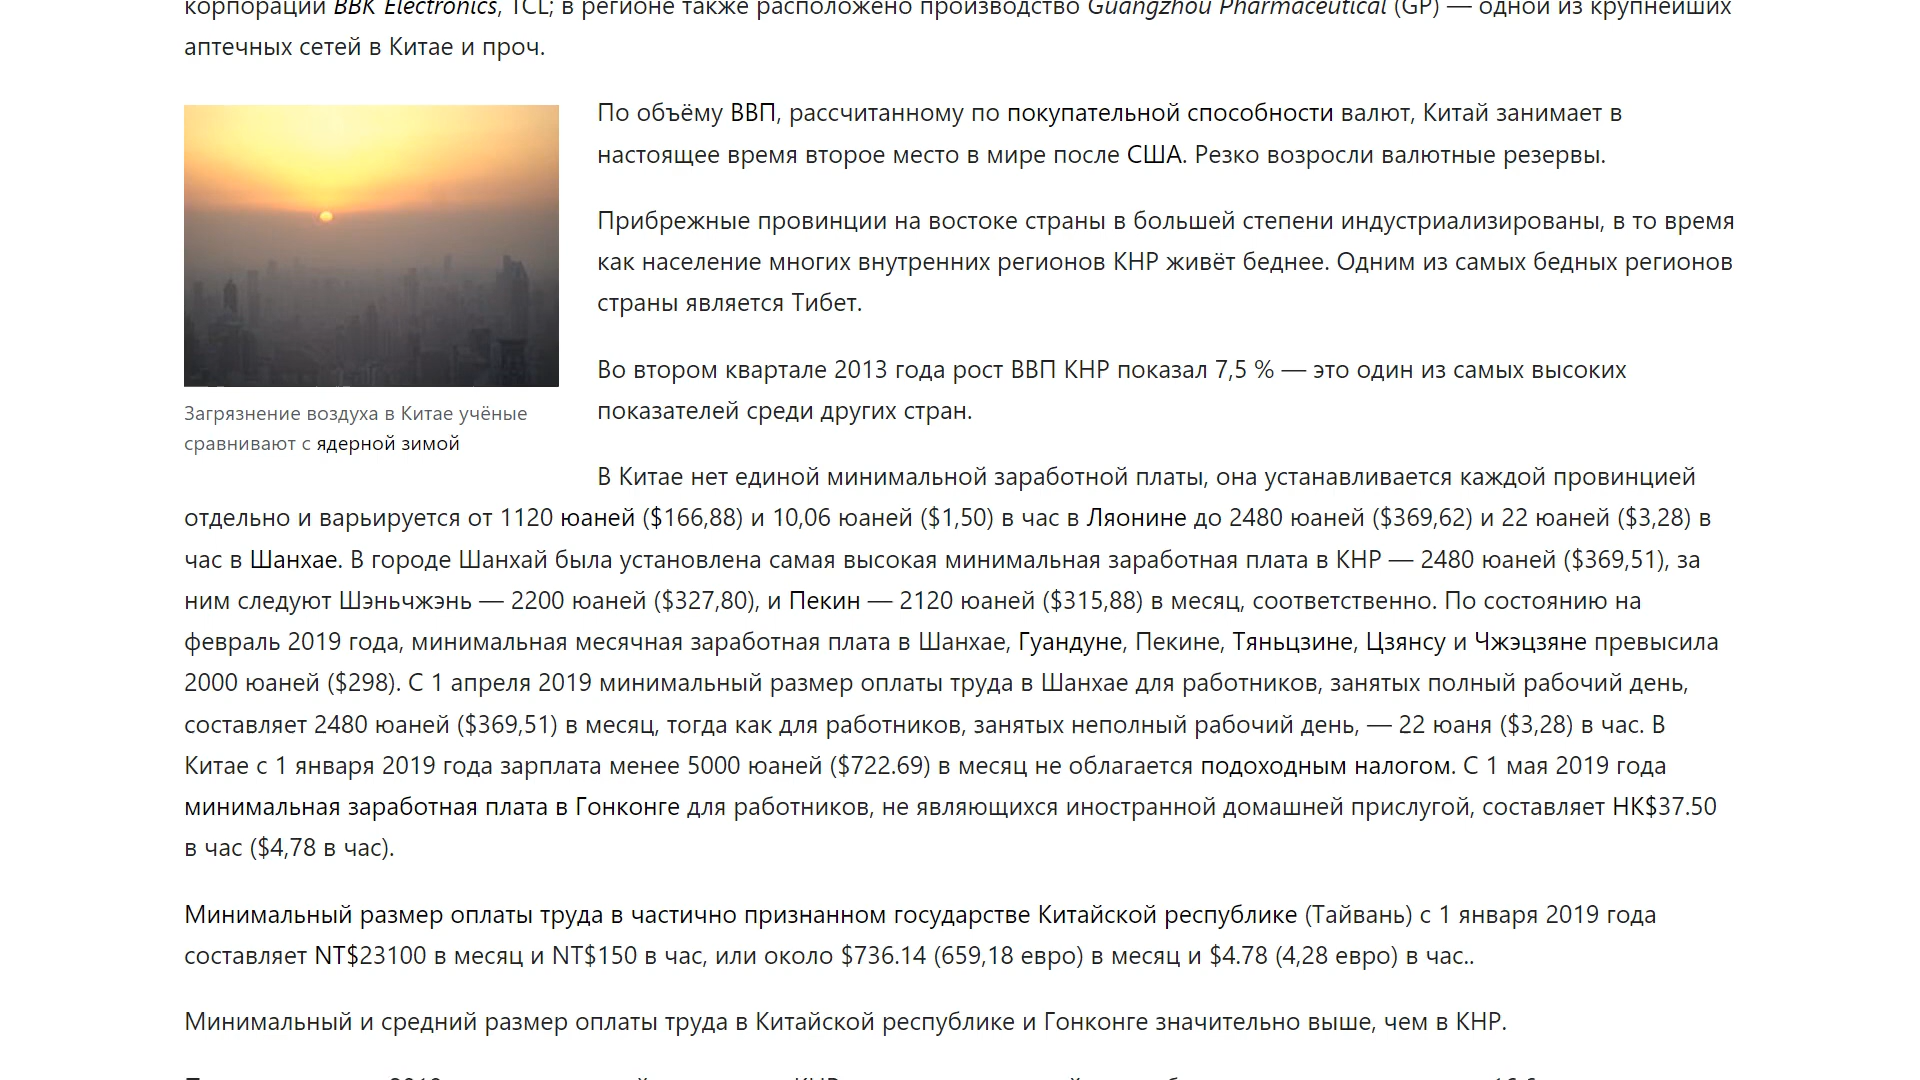 корпорации BBK Electronics, TCL; в регионе также расположено производство Guangzhou Pharmaceutical (GP) — одной из крупнейших
аптечных сетей в Китае и проч.
По объёму ВВП, рассчитанному по покупательной способности валют, Китай занимает в
настоящее время второе место в мире после США. Резко возросли валютные резервы.
Прибрежные провинции на востоке страны в большей степени индустриализированы, в то время
как население многих внутренних регионов КНР живёт беднее. Одним из самых бедных регионов
страны является Тибет.
Во втором квартале 2013 года рост ВВП КНР показал 7,5 % — это один из самых высоких
показателей среди других стран.
Загрязнение воздуха в Китае учёные
сравнивают с ядерной зимой
В Китае нет единой минимальной заработной платы, она устанавливается каждой провинцией
отдельно и варьируется от 1120 юаней ($166,88) и 10,06 юаней ($1,50) в час в Ляонине до 2480 юаней ($369,62) и 22 юаней ($3,28) в
час в Шанхае. В городе Шанхай была установлена самая высокая минимальная заработная плата в КНР — 2480 юаней ($369,51), за
ним следуют Шэньчжэнь — 2200 юаней ($327,80), и Пекин — 2120 юаней ($315,88) в месяц, соответственно. По состоянию на
февраль 2019 года, минимальная месячная заработная плата в Шанхае, Гуандуне, Пекине, Тяньцзине, Цзянсу и Чжэцзяне превысила
2000 юаней ($298). С 1 апреля 2019 минимальный размер оплаты труда в Шанхае для работников, занятых полный рабочий день,
составляет 2480 юаней ($369,51) в месяц, тогда как для работников, занятых неполный рабочий день, — 22 юаня ($3,28) в час. В
Китае с 1 января 2019 года зарплата менее 5000 юаней ($722.69) в месяц не облагается подоходным налогом. С 1 мая 2019 года
минимальная заработная плата в Гонконге для работников, не являющихся иностранной домашней прислугой, составляет HK$37.50
в час ($4,78 в час).
Минимальный размер оплаты труда в частично признанном государстве Китайской республике (Тайвань) с 1 января 2019 года
составляет NT$23100 в месяц и NT$150 в час, или около $736.14 (659,18 евро) в месяц и $4.78 (4,28 евро) в час..
Минимальный и средний размер оплаты труда в Китайской республике и Гонконге значительно выше, чем в КНР.